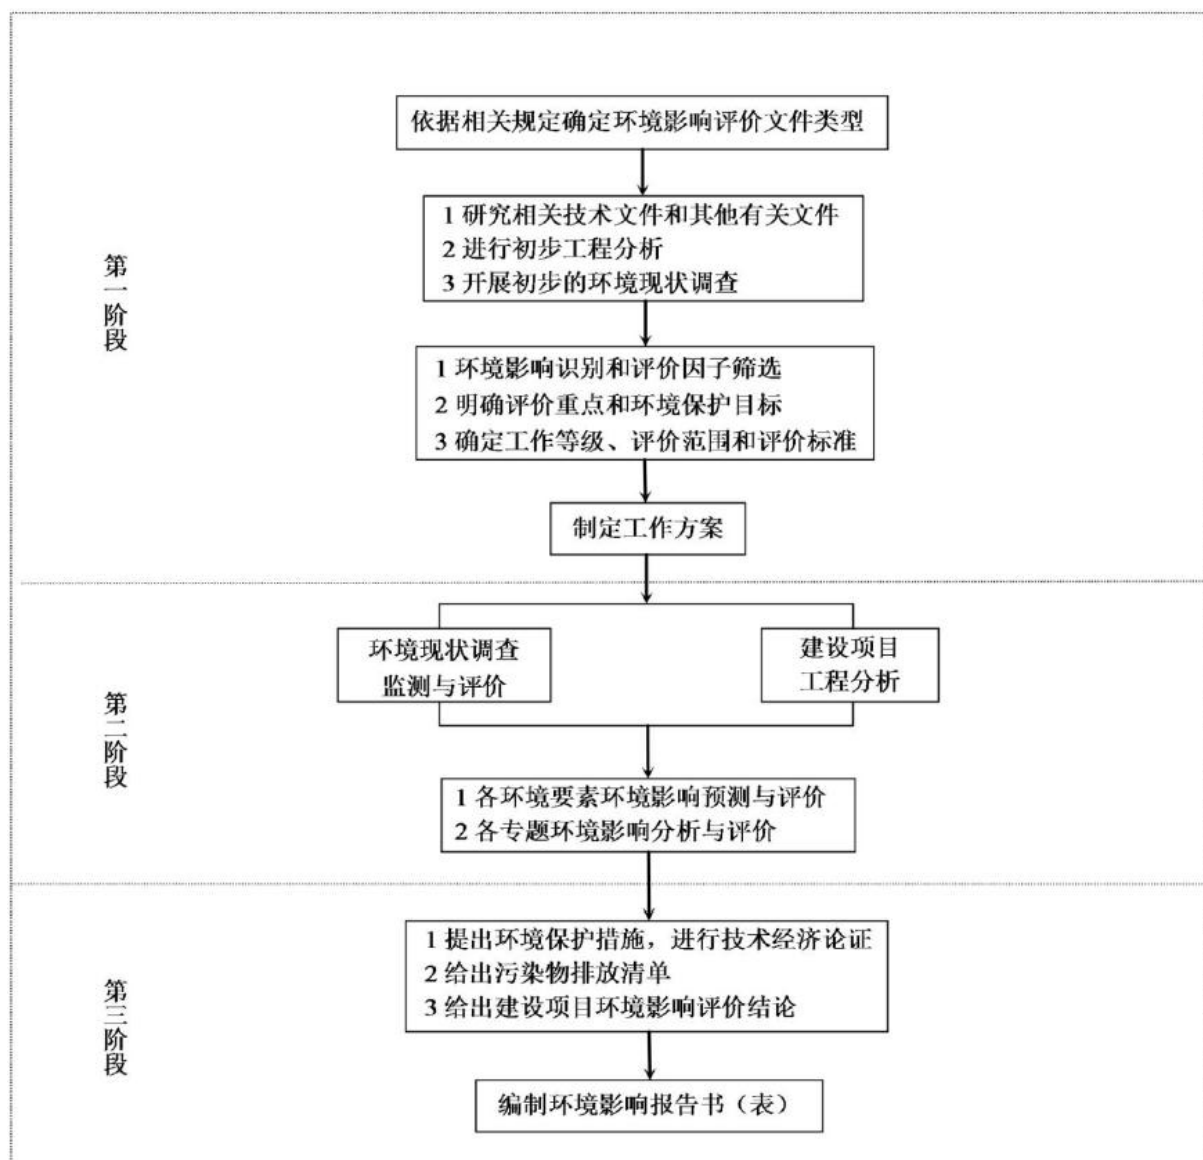 依据相关规定确定环境影响评价文件类型
1 研究相关技术文件和其他有关文件
2 进行初步工程分析
3 开展初步的环境现状调查
第一阶段
1 环境影响识别和评价因子筛选
2 明确评价重点和环境保护目标
3 确定工作等级、评价范围和评价标准
制定工作方案
环境现状调查
监测与评价
建设项目
工程分析
第二阶段
1 各环境要素环境影响预测与评价
2 各专题环境影响分析与评价
1 提出环境保护措施，进行技术经济论证
2 给出污染物排放清单
3 给出建设项目环境影响评价结论
第三阶段
编制环境影响报告书（表）